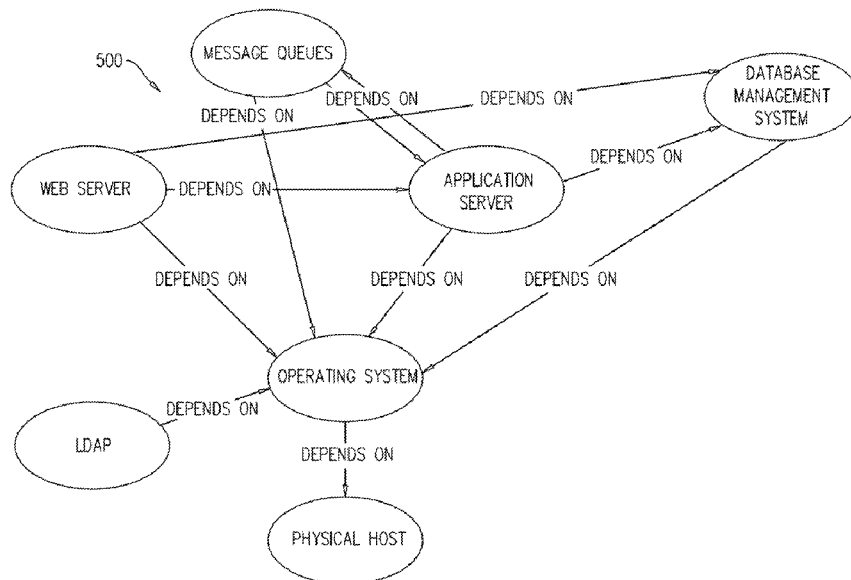 500
MESSAGE QUEUES
DEPENDS ON
DEPENDS ON
DEPENDS ON
DATABASE
MANAGEMENT
SYSTEM
WEB SERVER
DEPENDS ON
APPLICATION
SERVER
DEPENDS ON
DEPENDS ON
DEPENDS ON
DEPENDS ON
OPERATING SYSTEM
DEPENDS ON
LDAP
DEPENDS ON
PHYSICAL HOST